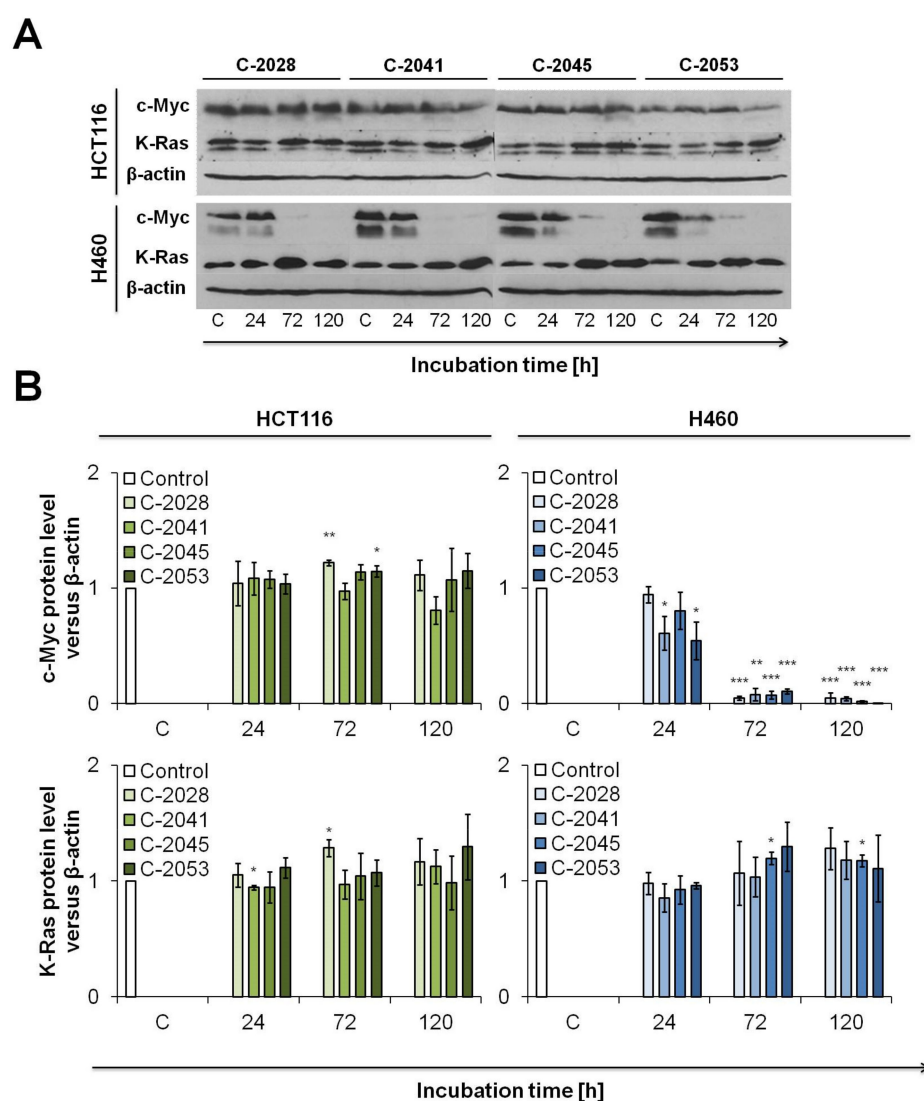 A
C-2028 C-2041 C-2045 C-2053
HCT116
c-Myc
K-Ras
β-actin
H460
c-Myc
K-Ras
β-actin
C 24 72 120 C 24 72 120 C 24 72 120 C 24 72 120
Incubation time [h]
B
HCT116 H460
c-Myc protein level
versus β-actin
2
1
0
Control
C-2028
C-2041
C-2045
C-2053
** *
C 24 72 120
2
1
0
Control
C-2028
C-2041
C-2045
C-2053
* *
*** ** *** ***
*** *** *** ***
C 24 72 120
K-Ras protein level
versus β-actin
2
1
0
Control
C-2028
C-2041
C-2045
C-2053
* *
C 24 72 120
2
1
0
Control
C-2028
C-2041
C-2045
C-2053
* *
C 24 72 120
Incubation time [h]